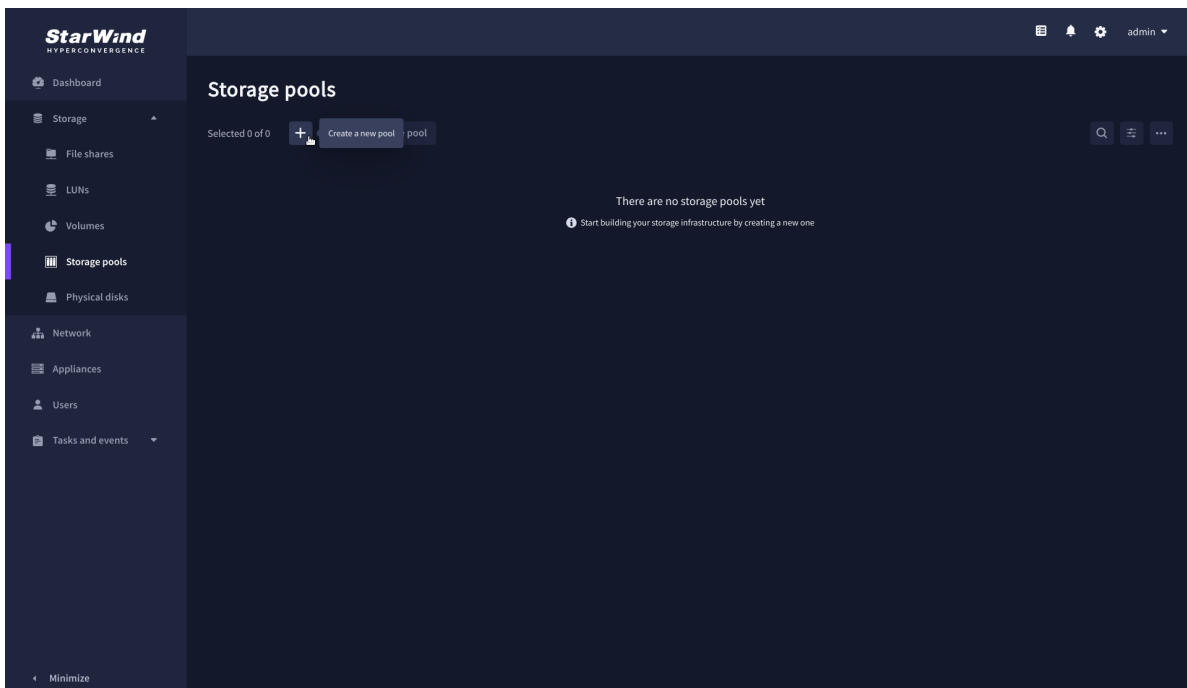 StarWind
HYPERCONVERGENCE
admin
Dashboard
Storage
File shares
LUNs
Volumes
Storage pools
Physical disks
Network
Appliances
Users
Tasks and events
Minimize
Storage pools
Selected 0 of 0
Create a new pool
pool
There are no storage pools yet
Start building your storage infrastructure by creating a new one